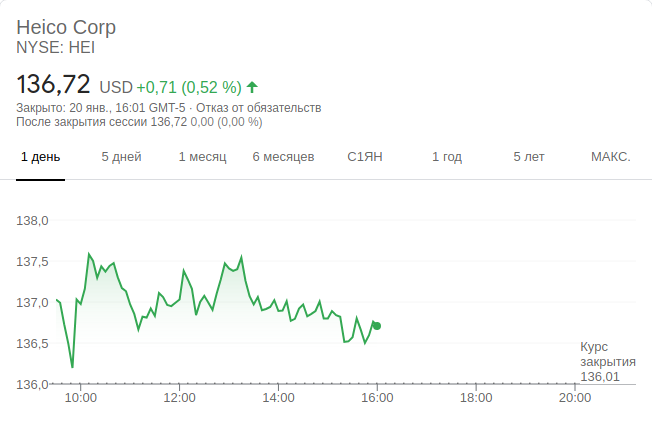 Heico Corp
NYSE: HEI
136,72 USD +0,71 (0,52 %)
Закрыто: 20 янв., 16:01 GMT-5 · Отказ от обязательств
После закрытия сессии 136,72 0,00 (0,00 %)
1 день 5 дней 1 месяц 6 месяцев С1ЯН 1 год 5 лет МАКС.
138,0
137,5
137,0
136,5
Курс
закрытия
136,01
136,0
10:00 12:00 14:00 16:00 18:00 20:00